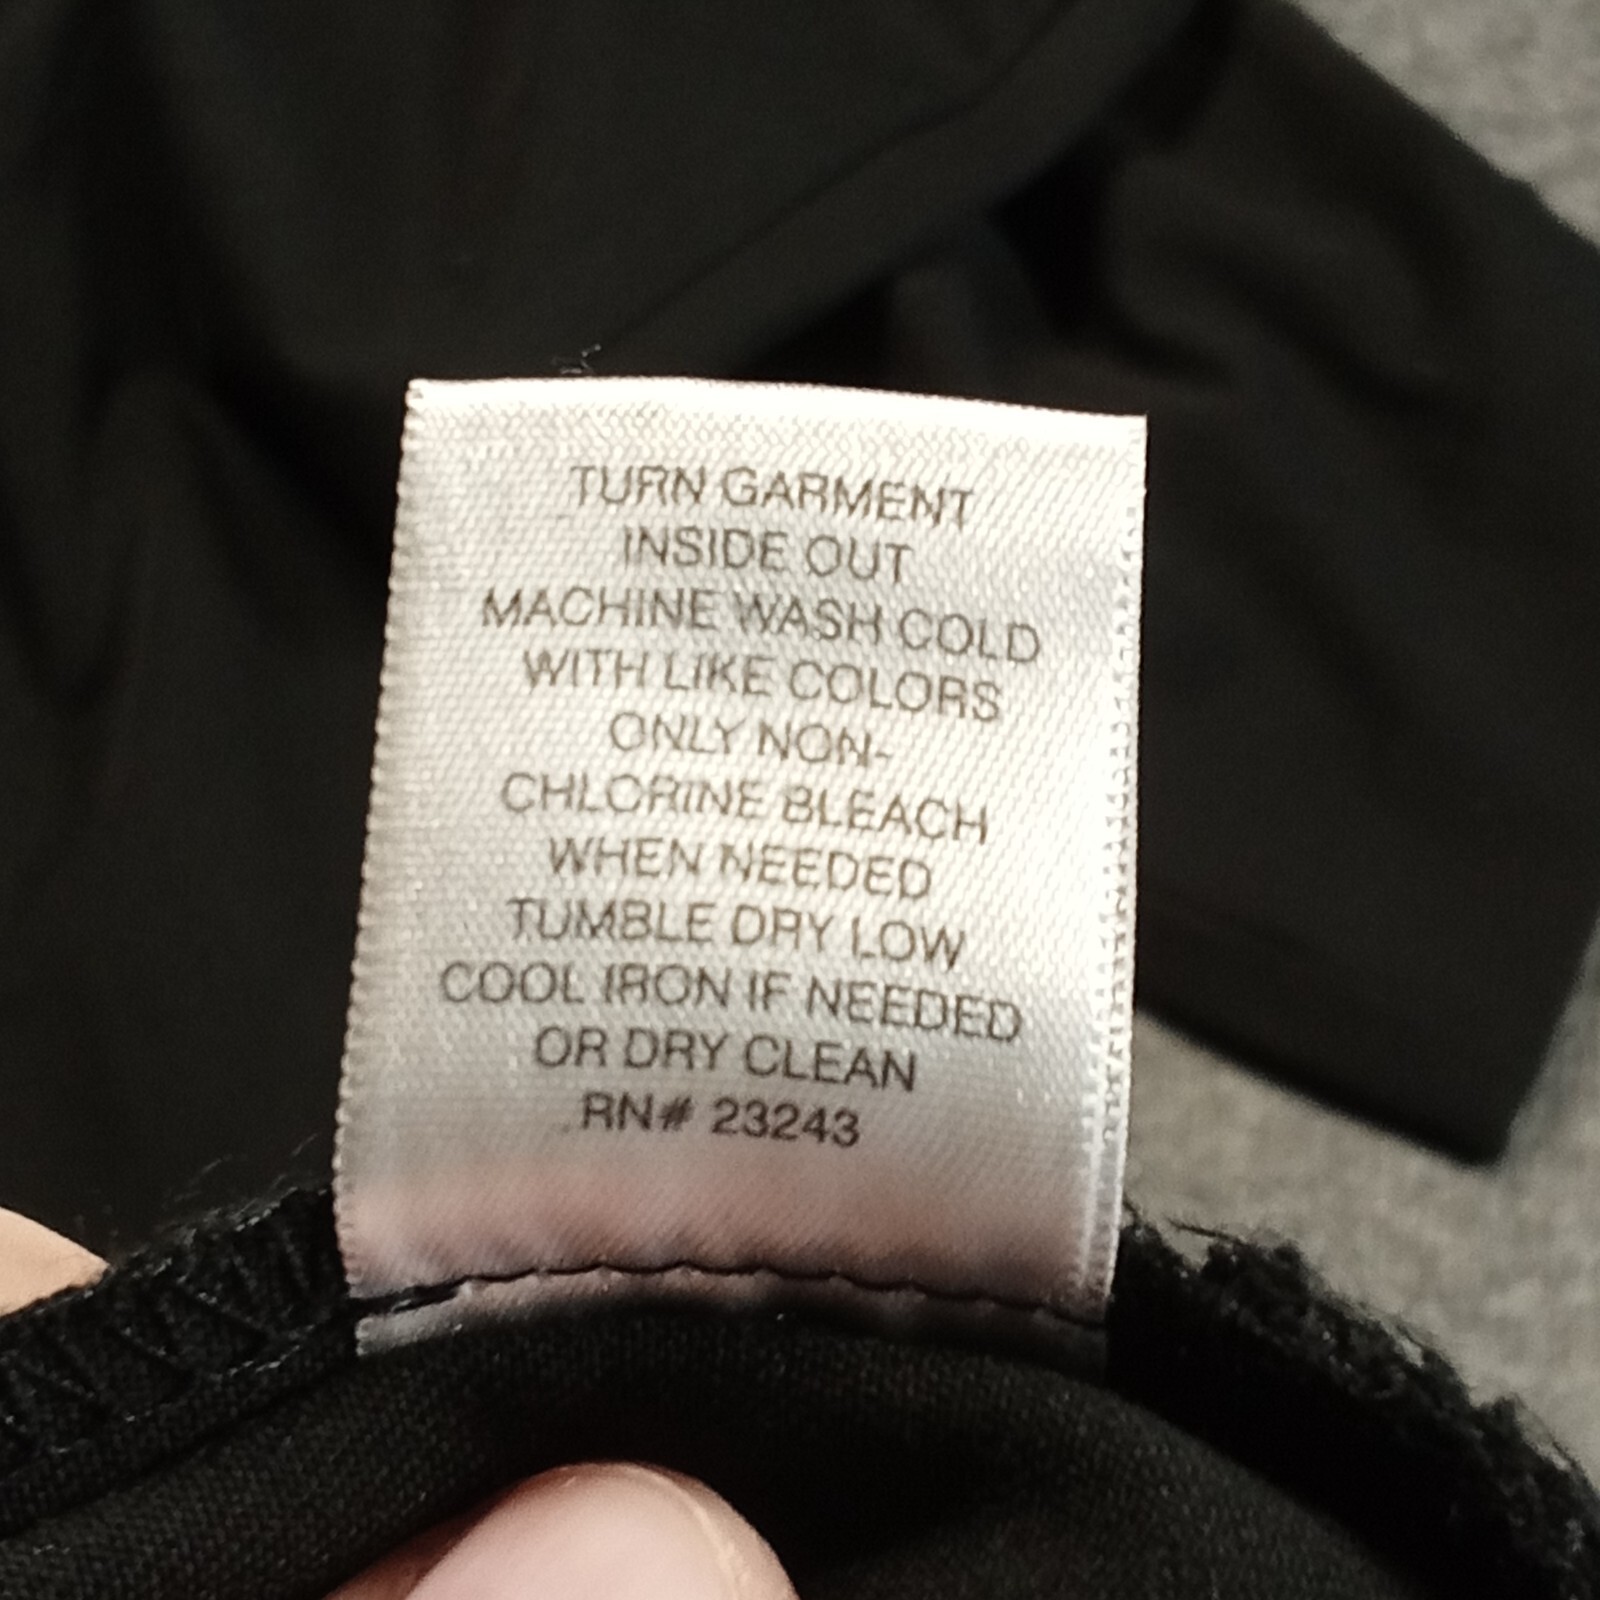 TURN GARMENT
INSIDE OUT
MACHINE WASH COLD
WITH LIKE COLORS
ONLY NON-
CHLORINE BLEACH
WHEN NEEDED
TUMBLE DRY LOW
COOL IRON IF NEEDED
OR DRY CLEAN
RN# 23243